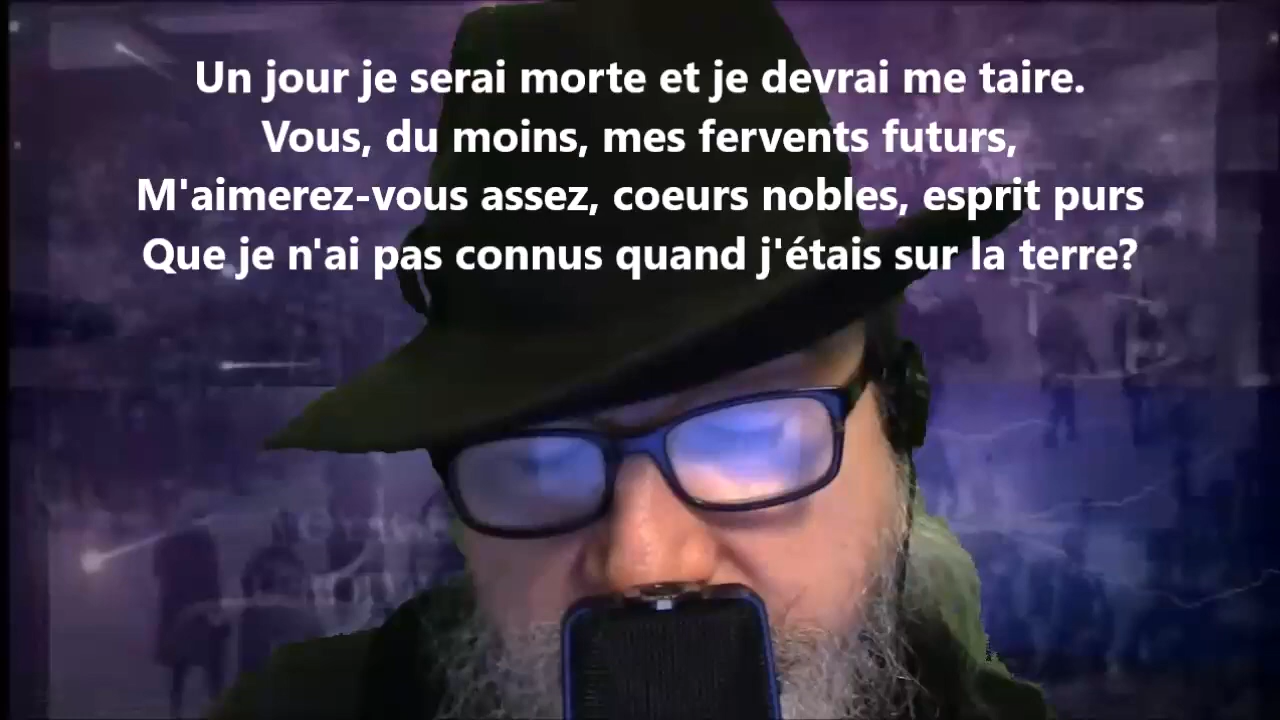 Un jour je serai morte et je devrai me taire.
Vous, du moins, mes fervents futurs,
M'aimerez-vous assez, coeurs nobles, esprit purs
Que je n'ai pas connus quand j'étais sur la terre?